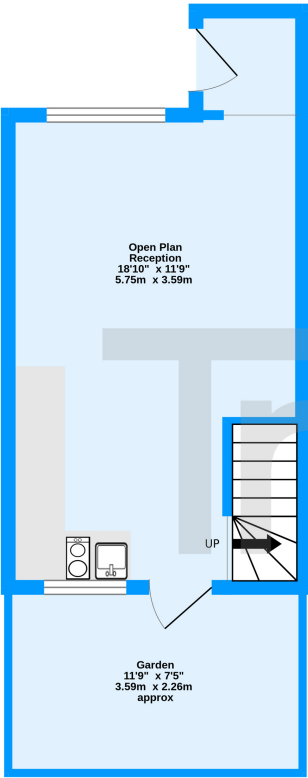 Open Plan
Reception
18'10" x 11'9"
5.75m x 3.59m
UP
Garden
11'9" x 7'5"
3.59m x 2.26m
approx